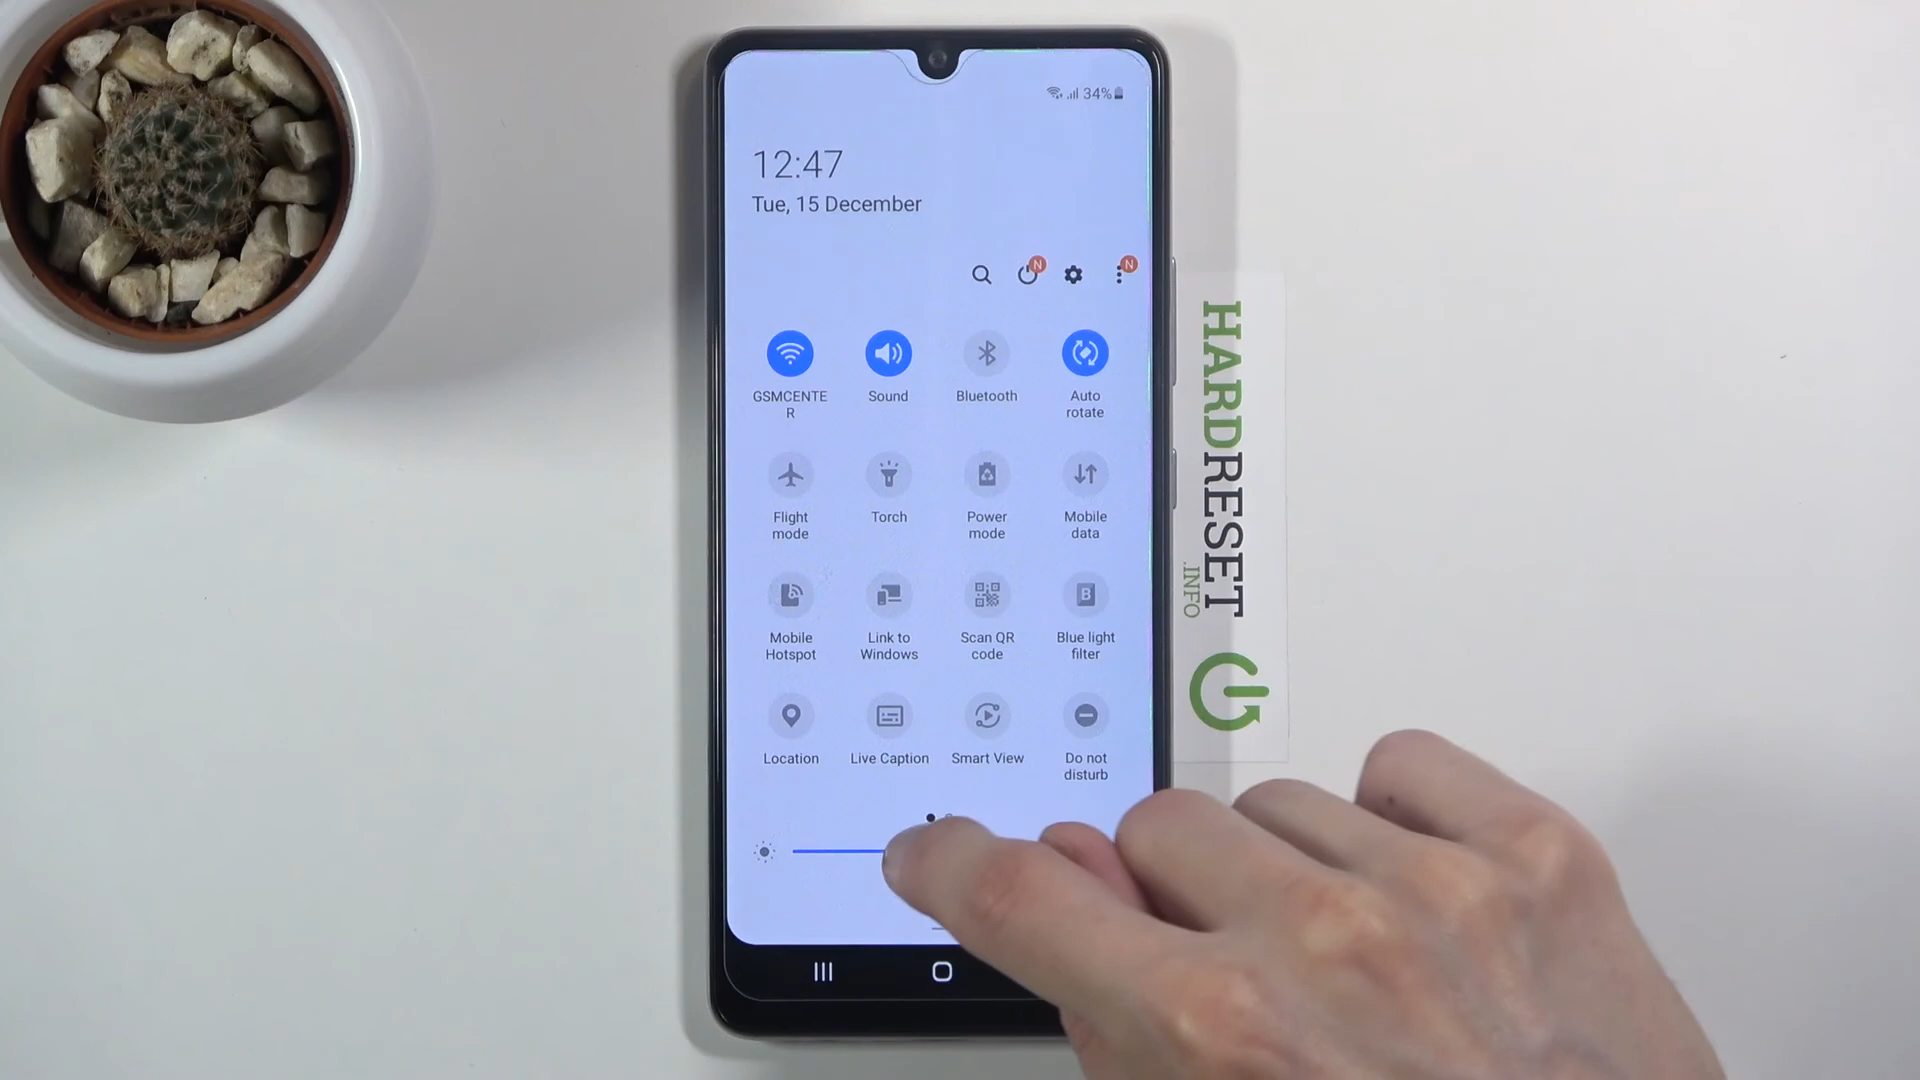 34%
12:47
Tue, 15 December
N
N
GSMCENTE
R
Sound
Bluetooth
Auto
rotate
Flight
mode
Torch
Power
mode
Mobile
data
Mobile
Hotspot
Link to
Windows
Scan QR
code
B
Blue light
filter
Location
Live Caption
Smart View
Do not
disturb
HARDRESET
.INFO